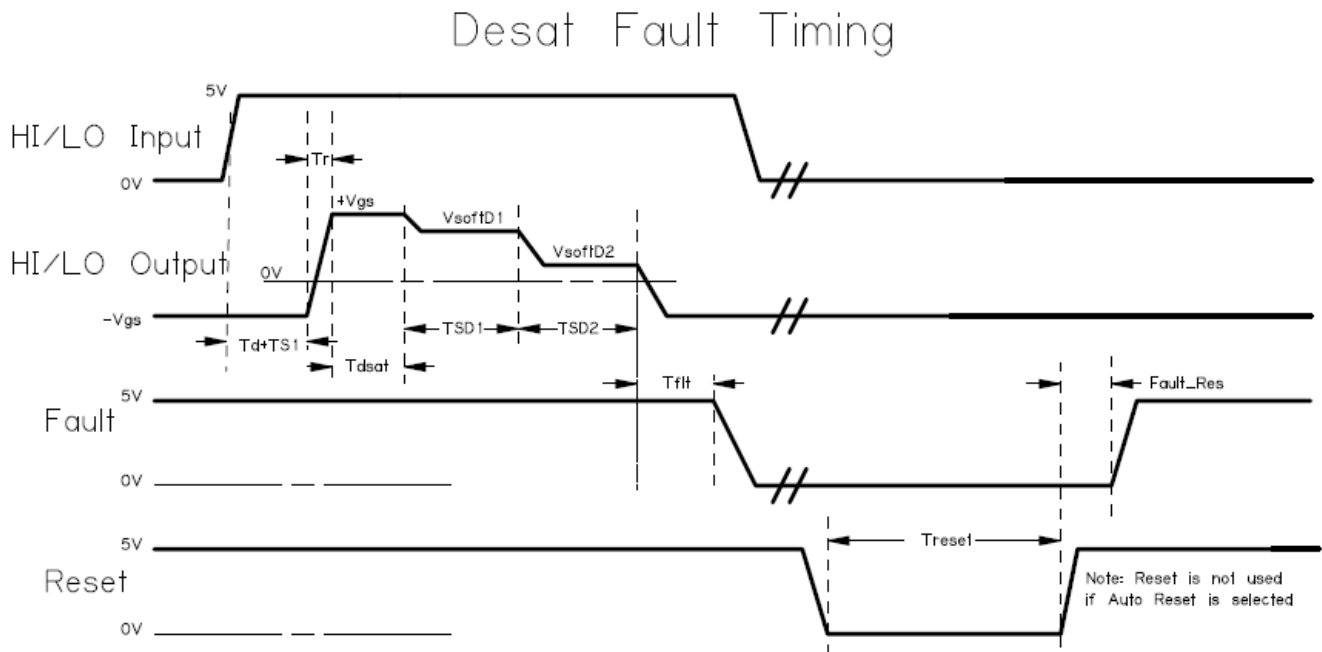 Desat Fault Timing
5V
HI/LO Input
Tr
0V
+Vgs
VsoftD1
VsoftD2
HI/LO Output
0V
-Vgs
Td+TS1
TSD1
TSD2
Tdsat
Tflt
Fault_Res
5V
Fault
0V
5V
Treset
Reset
Note: Reset is not used
if Auto Reset is selected
0V